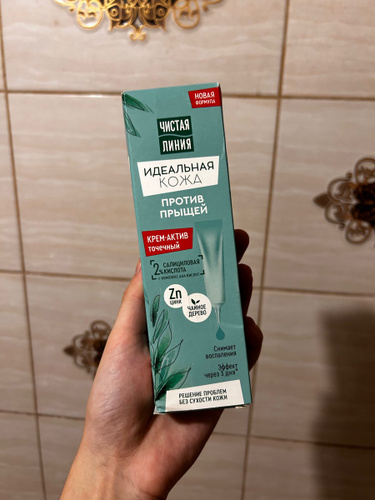 НОВАЯ
ФОРМУЛА
ЧИСТАЯ
ЛИНИЯ
ИДЕАЛЬНАЯ
КОЖА
ПРОТИВ
ПРЫЩЕЙ
КРЕМ-АКТИВ
точечный
2% САЛИЦИЛОВАЯ
КИСЛОТА
Zn
ЦИНК
ЧАЙНОЕ
ДЕРЕВО
Снимает
воспаления
Эффект
через 3 дня*
РЕШЕНИЕ ПРОБЛЕМ
БЕЗ СУХОСТИ КОЖИ